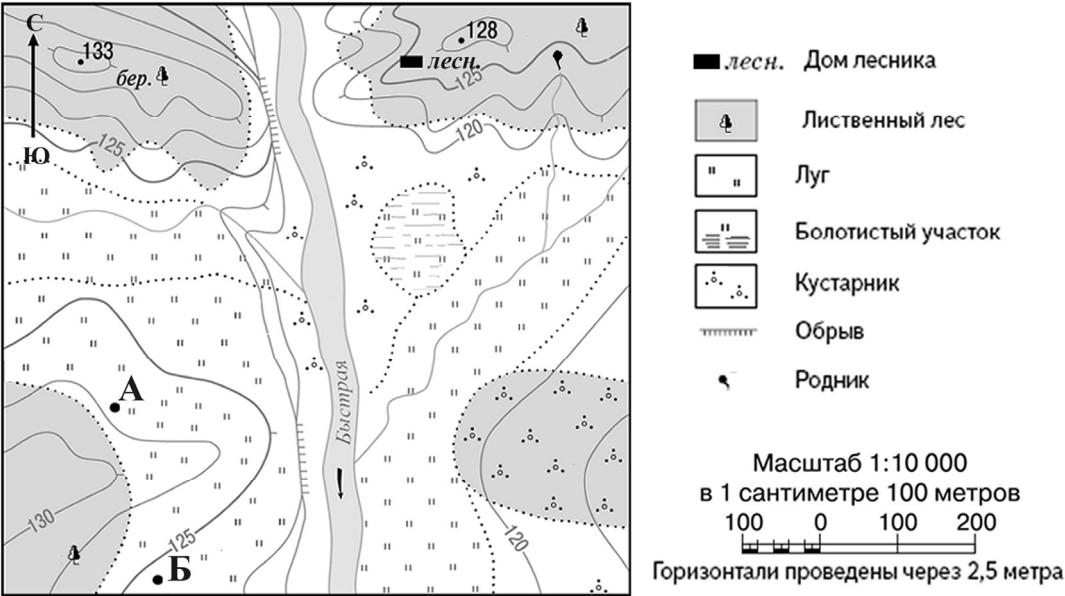 С
Ю
133
бер.
125
128
лесн.
125
120
А
Быстрая
130
125
Б
120
лесн. Дом лесника
Лиственный лес
Луг
Болотистый участок
Кустарник
Обрыв
Родник
Масштаб 1:10 000
в 1 сантиметре 100 метров
100 0 100 200
Горизонтали проведены через 2,5 метра